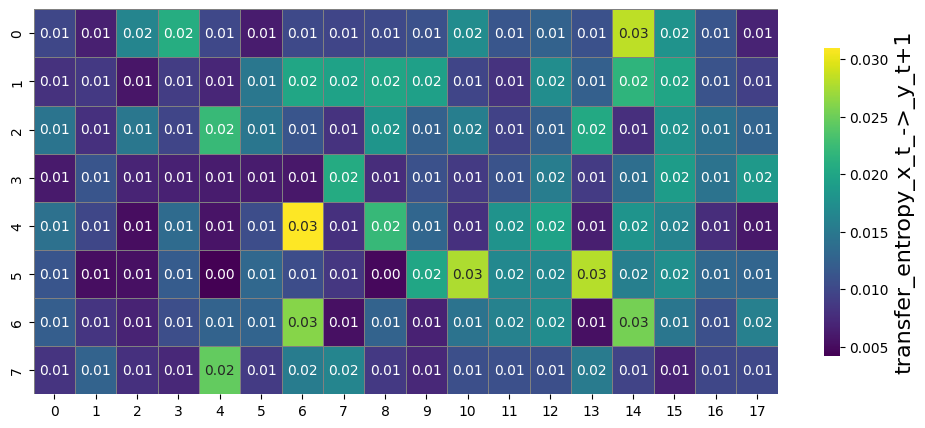 0 0.01 0.01 0.02 0.02 0.01 0.01 0.01 0.01 0.01 0.01 0.02 0.01 0.01 0.01 0.03 0.02 0.01 0.01
1 0.01 0.01 0.01 0.01 0.01 0.01 0.02 0.02 0.02 0.02 0.01 0.01 0.02 0.01 0.02 0.02 0.01 0.01
2 0.01 0.01 0.01 0.01 0.02 0.01 0.01 0.01 0.02 0.01 0.02 0.01 0.01 0.02 0.01 0.02 0.01 0.01
3 0.01 0.01 0.01 0.01 0.01 0.01 0.01 0.02 0.01 0.01 0.01 0.01 0.02 0.01 0.01 0.02 0.01 0.02
4 0.01 0.01 0.01 0.01 0.01 0.01 0.03 0.01 0.02 0.01 0.01 0.02 0.02 0.01 0.02 0.02 0.01 0.01
5 0.01 0.01 0.01 0.01 0.00 0.01 0.01 0.01 0.00 0.02 0.03 0.02 0.02 0.03 0.02 0.02 0.01 0.01
6 0.01 0.01 0.01 0.01 0.01 0.01 0.03 0.01 0.01 0.01 0.01 0.02 0.02 0.01 0.03 0.01 0.01 0.02
7 0.01 0.01 0.01 0.01 0.02 0.01 0.02 0.02 0.01 0.01 0.01 0.01 0.01 0.02 0.01 0.01 0.01 0.01
0 1 2 3 4 5 6 7 8 9 10 11 12 13 14 15 16 17
0.030
0.025
0.020
0.015
0.010
0.005
transfer_entropy_x_t_->_y_t+1